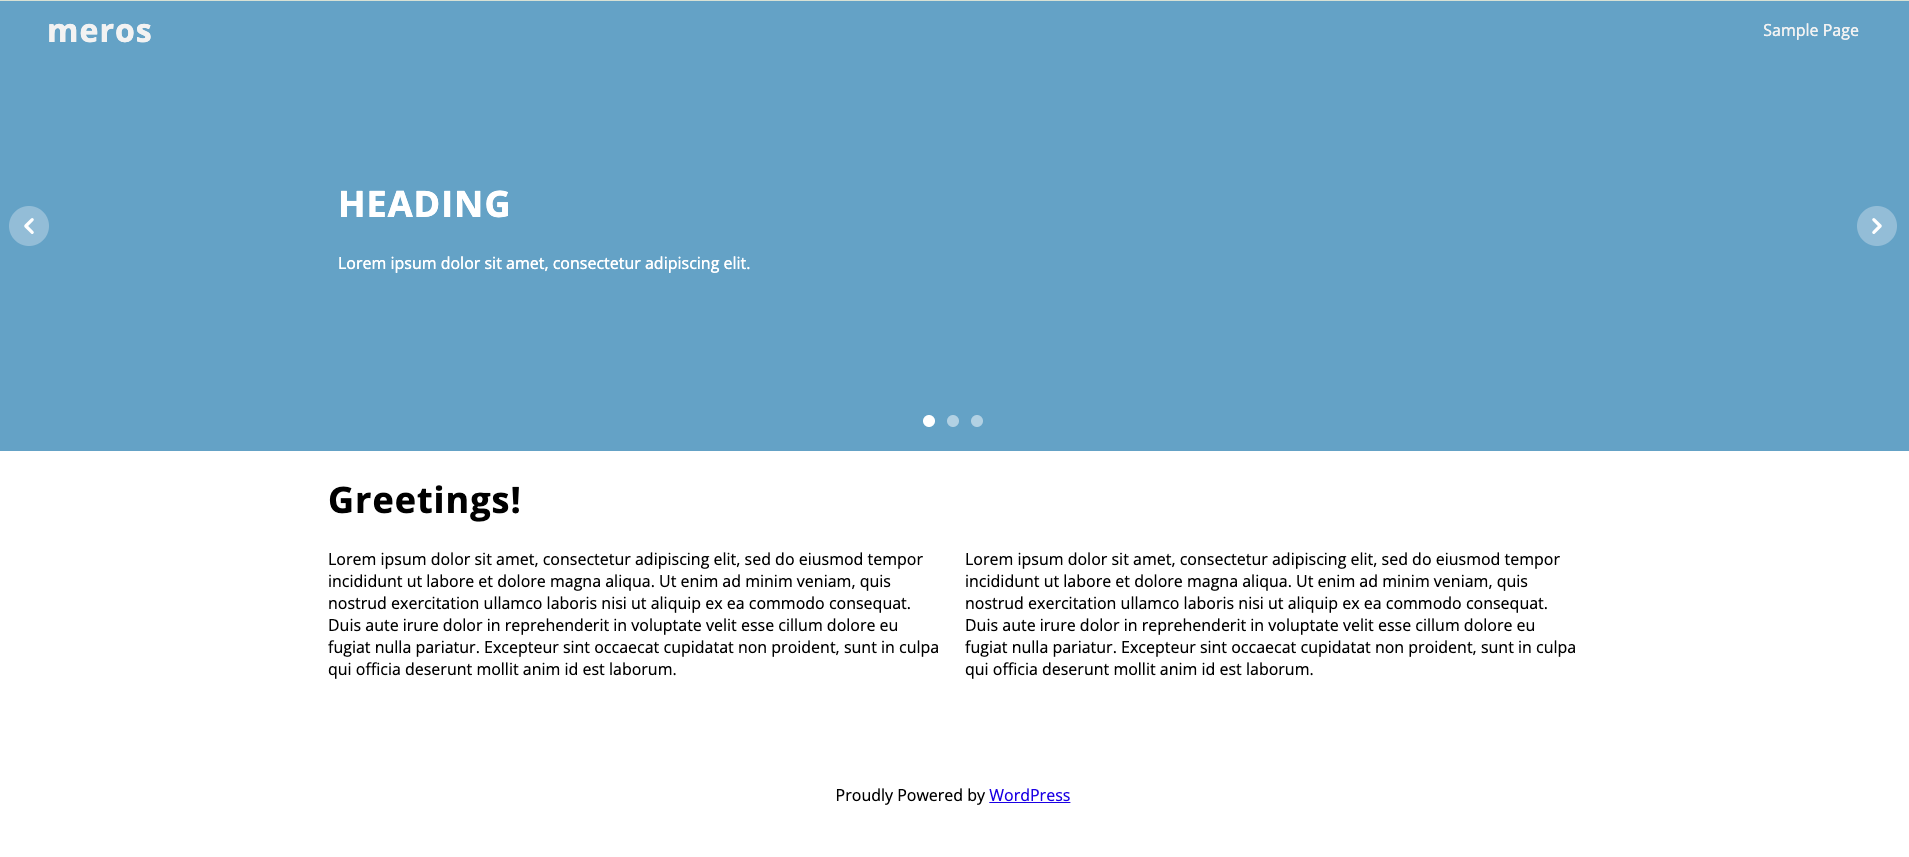 meros
Sample Page
HEADING
Lorem ipsum dolor sit amet, consectetur adipiscing elit.
Greetings!
Lorem ipsum dolor sit amet, consectetur adipiscing elit, sed do eiusmod tempor
incididunt ut labore et dolore magna aliqua. Ut enim ad minim veniam, quis
nostrud exercitation ullamco laboris nisi ut aliquip ex ea commodo consequat.
Duis aute irure dolor in reprehenderit in voluptate velit esse cillum dolore eu
fugiat nulla pariatur. Excepteur sint occaecat cupidatat non proident, sunt in culpa
qui officia deserunt mollit anim id est laborum.
Lorem ipsum dolor sit amet, consectetur adipiscing elit, sed do eiusmod tempor
incididunt ut labore et dolore magna aliqua. Ut enim ad minim veniam, quis
nostrud exercitation ullamco laboris nisi ut aliquip ex ea commodo consequat.
Duis aute irure dolor in reprehenderit in voluptate velit esse cillum dolore eu
fugiat nulla pariatur. Excepteur sint occaecat cupidatat non proident, sunt in culpa
qui officia deserunt mollit anim id est laborum.
Proudly Powered by WordPress